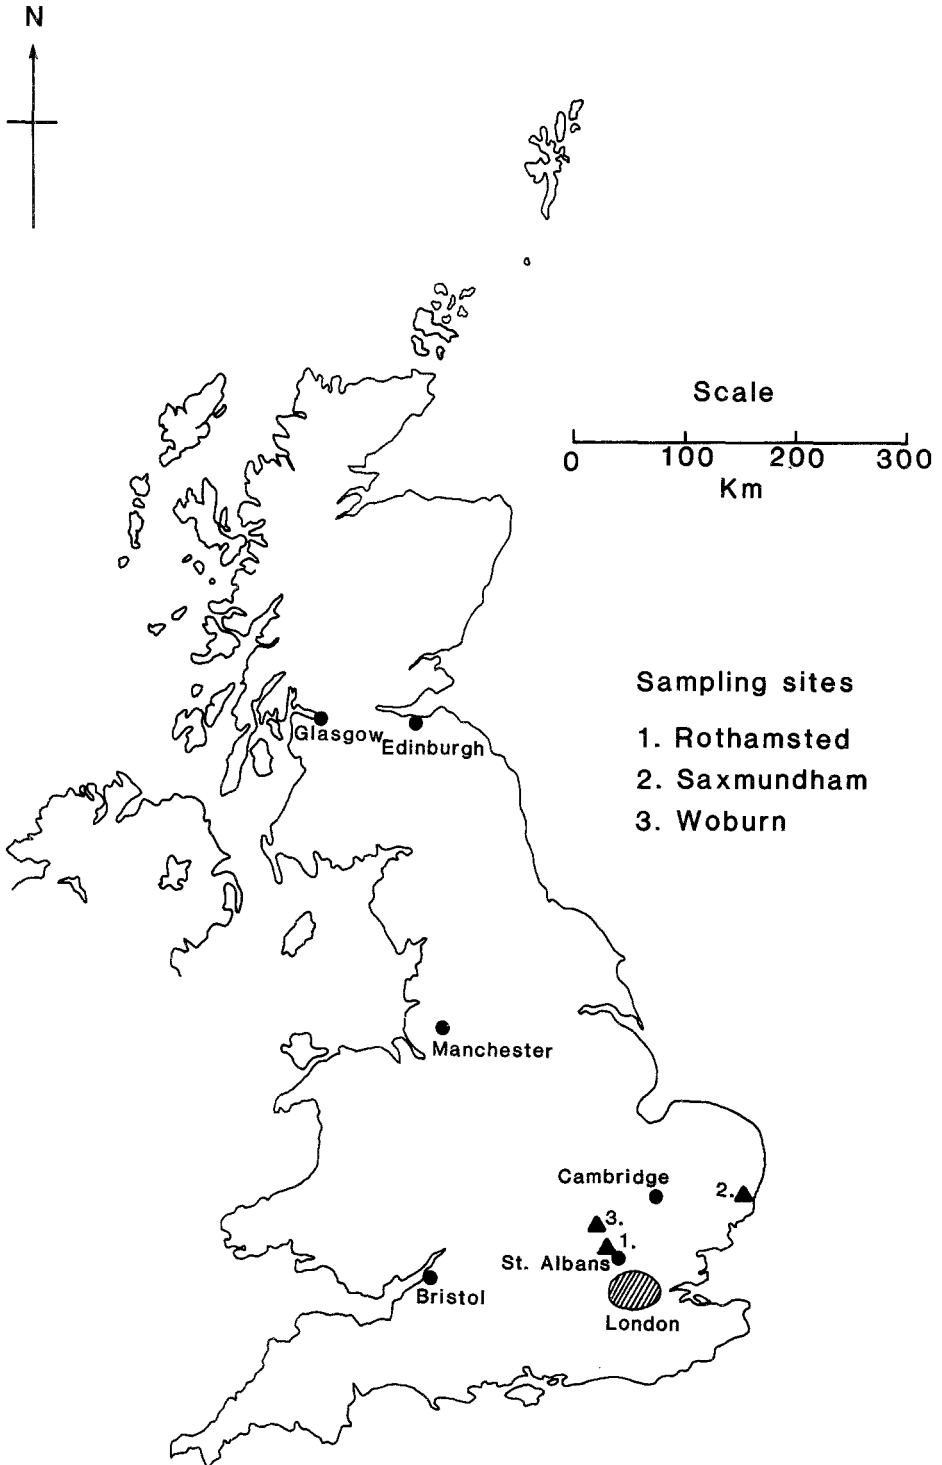 N
Scale
0 100 200 300
Km
Sampling sites
1. Rothamsted
2. Saxmundham
3. Woburn
Glasgow
Edinburgh
Manchester
Cambridge
2.
3.
1.
St. Albans
Bristol
London